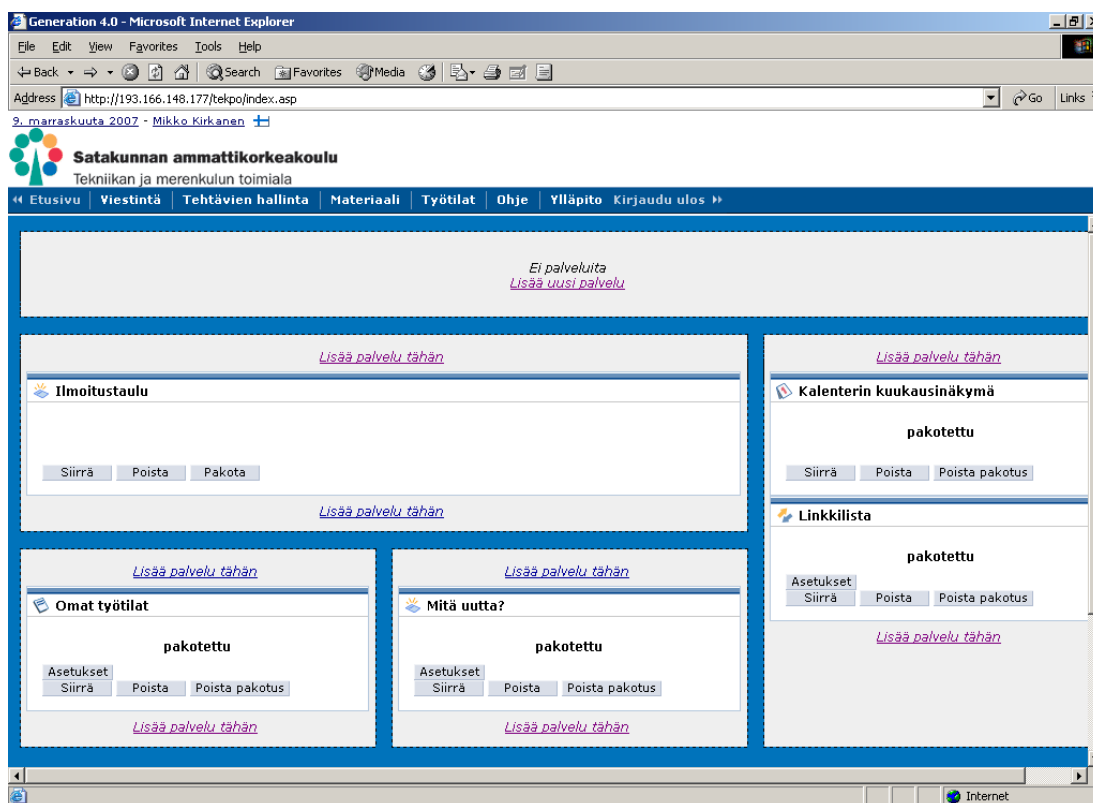 Generation 4.0 - Microsoft Internet Explorer
File Edit View Favorites Tools Help
Back Search Favorites Media
Address http://193.166.148.177/tekpo/index.asp Go Links
9. marraskuuta 2007 - Mikko Kirkanen
Satakunnan ammattikorkeakoulu
Tekniikan ja merenkulun toimiala
Etusivu Viestintä Tehtävien hallinta Materiaali Työtilat Ohje Ylläpito Kirjaudu ulos
Ei palveluita
Lisää uusi palvelu
Lisää palvelu tähän
Ilmoitustaulu
Siirrä Poista Pakota
Lisää palvelu tähän
Lisää palvelu tähän
Kalenterin kuukausinäkymä
pakotettu
Siirrä Poista Poista pakotus
Linkkilista
pakotettu
Asetukset
Siirrä Poista Poista pakotus
Lisää palvelu tähän
Lisää palvelu tähän
Omat työtilat
pakotettu
Asetukset
Siirrä Poista Poista pakotus
Lisää palvelu tähän
Lisää palvelu tähän
Mitä uutta?
pakotettu
Asetukset
Siirrä Poista Poista pakotus
Lisää palvelu tähän
Internet